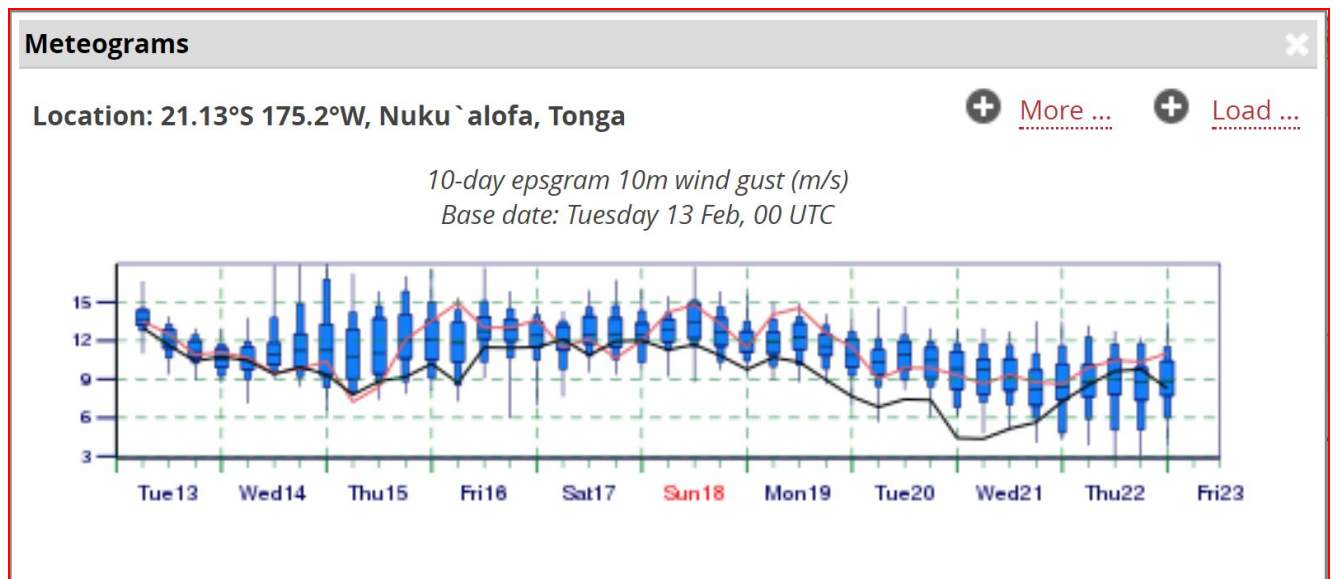 Meteograms
Location: 21.13°S 175.2°W, Nuku`alofa, Tonga
More ...
Load ...
10-day epsgram 10m wind gust (m/s)
Base date: Tuesday 13 Feb, 00 UTC
15
12
9
6
3
Tue13 Wed14 Thu15 Fri16 Sat17 Sun18 Mon19 Tue20 Wed21 Thu22 Fri23